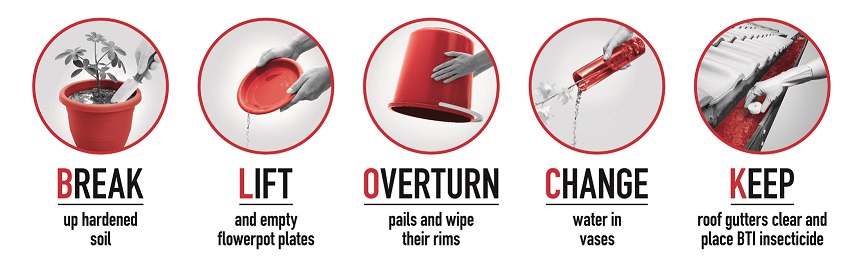 BREAK
up hardened
soil
LIFT
and empty
flowerpot plates
OVERTURN
pails and wipe
their rims
CHANGE
water in
vases
KEEP
roof gutters clear and
place BTI insecticide